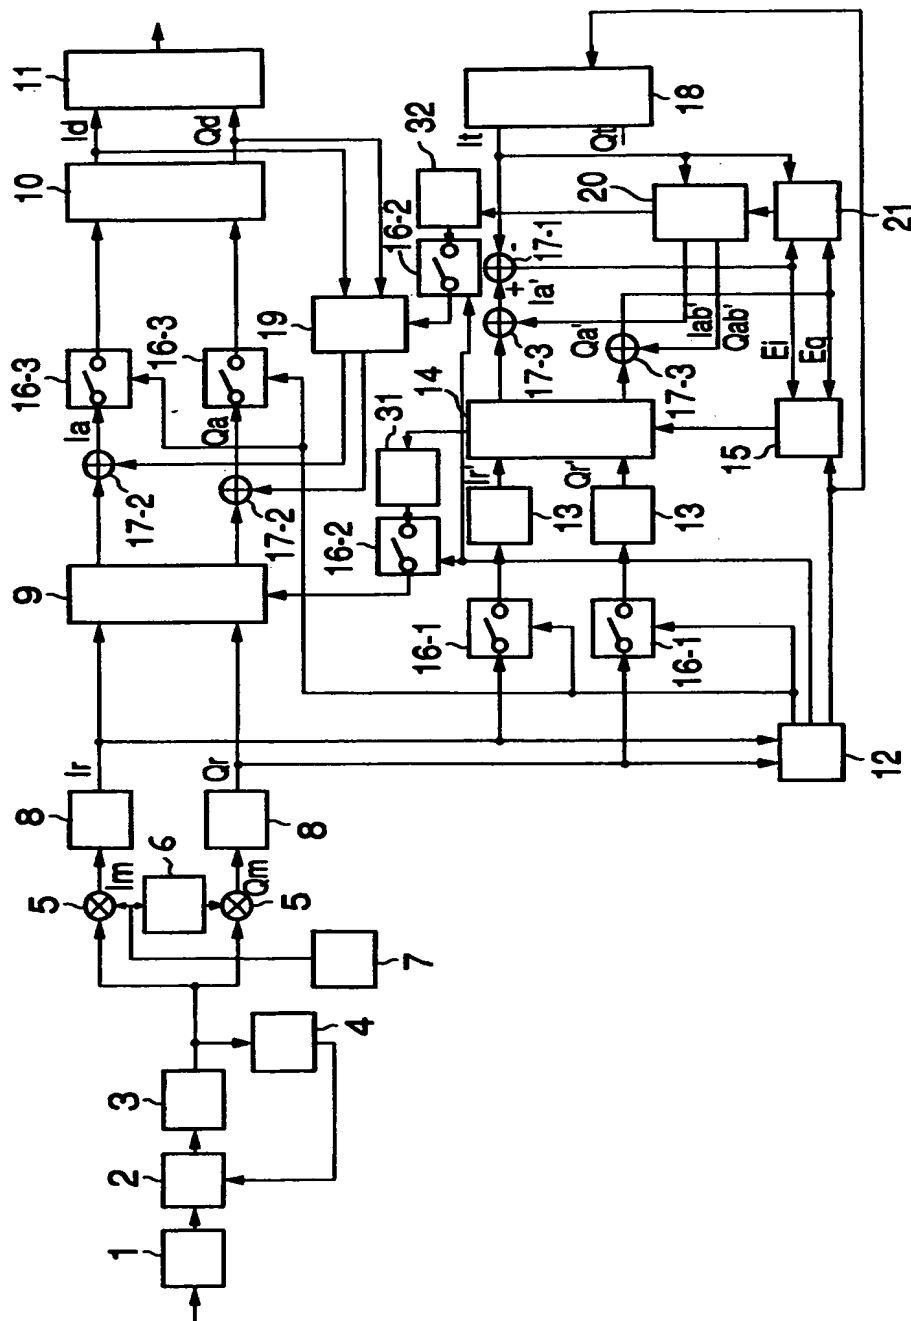 8
9
16-3
10
11
5
Ir
Ia
Id
Im
1
2
3
6
17-2
16-3
Qm
Qr
Qa
Qd
5
8
17-2
4
16-2
19
7
31
16-2
32
16-1
14
Ir'
It
+
-
17-3
Ia'
17-1
13
Qr'
Qa'
20
Qt
13
16-1
17-3
Iab'
18
Qab'
15
Ei
Eq
12
21